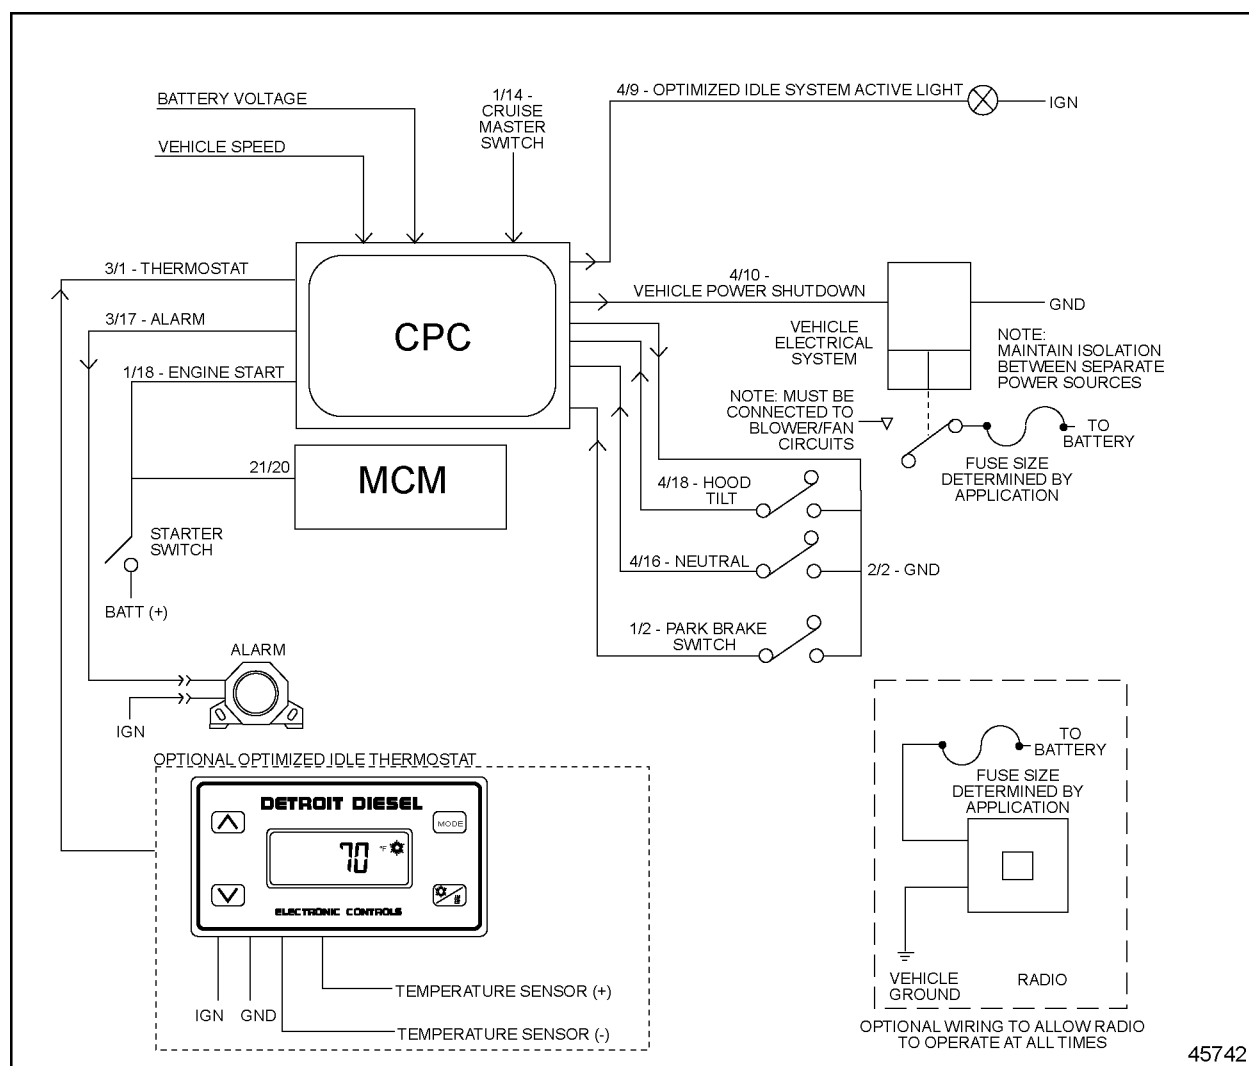 BATTERY VOLTAGE
VEHICLE SPEED
1/14 -
CRUISE
MASTER
SWITCH
4/9 - OPTIMIZED IDLE SYSTEM ACTIVE LIGHT
IGN
3/1 - THERMOSTAT
3/17 - ALARM
1/18 - ENGINE START
CPC
4/10 -
VEHICLE POWER SHUTDOWN
GND
VEHICLE
ELECTRICAL
SYSTEM
NOTE:
MAINTAIN ISOLATION
BETWEEN SEPARATE
POWER SOURCES
NOTE: MUST BE
CONNECTED TO
BLOWER/FAN
CIRCUITS
TO
BATTERY
FUSE SIZE
DETERMINED BY
APPLICATION
21/20
MCM
4/18 - HOOD
TILT
STARTER
SWITCH
4/16 - NEUTRAL
2/2 - GND
BATT (+)
1/2 - PARK BRAKE
SWITCH
ALARM
IGN
OPTIONAL OPTIMIZED IDLE THERMOSTAT
DETROIT DIESEL
MODE
70 °F
ELECTRONIC CONTROLS
IGN
GND
TEMPERATURE SENSOR (+)
TEMPERATURE SENSOR (-)
TO
BATTERY
FUSE SIZE
DETERMINED BY
APPLICATION
VEHICLE
GROUND
RADIO
OPTIONAL WIRING TO ALLOW RADIO
TO OPERATE AT ALL TIMES
45742